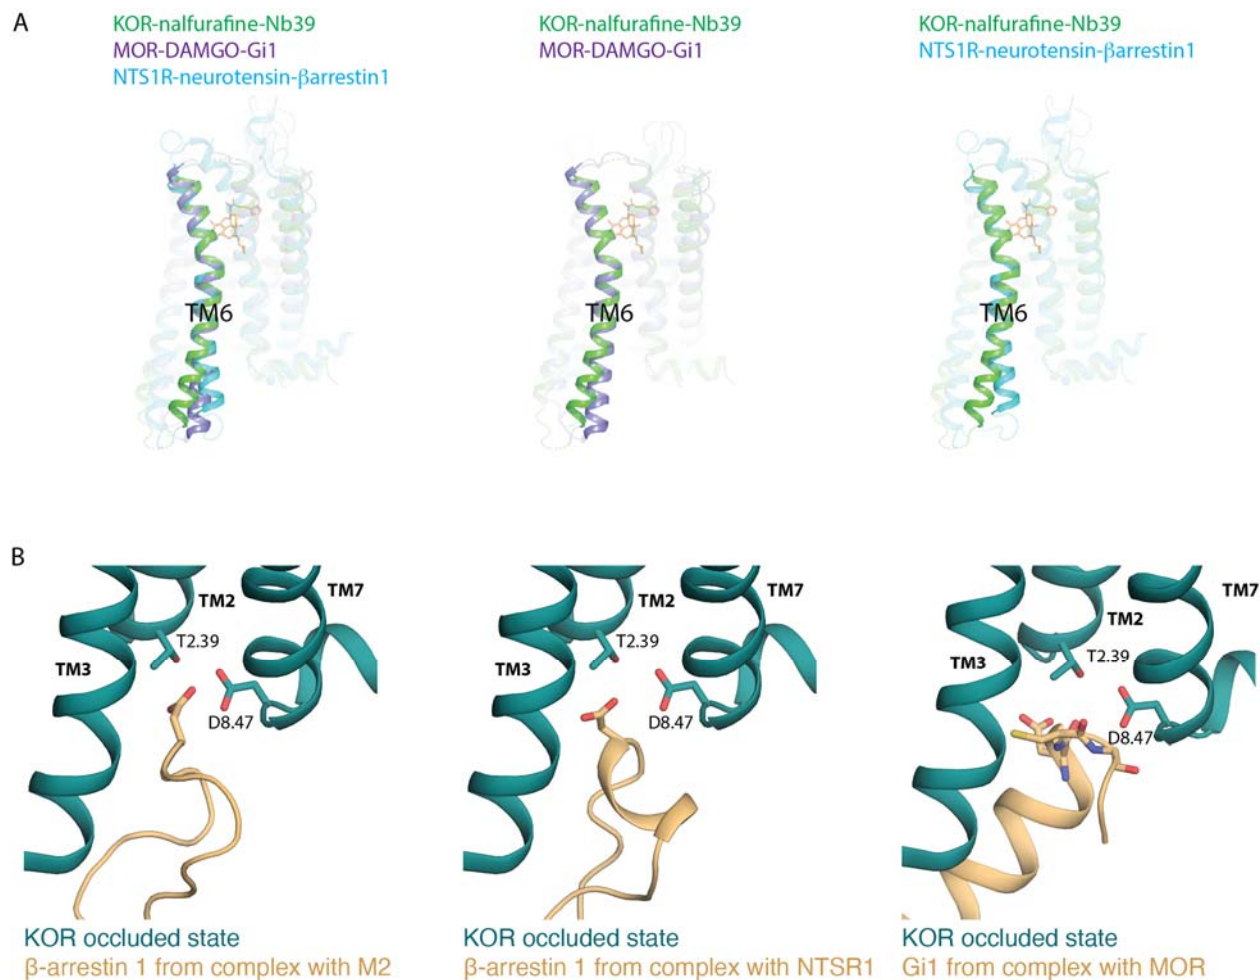 A
KOR-nalfurafine-Nb39
MOR-DAMGO-Gi1
NTS1R-neurotensin-βarrestin1
KOR-nalfurafine-Nb39
MOR-DAMGO-Gi1
KOR-nalfurafine-Nb39
NTS1R-neurotensin-βarrestin1
TM6
TM6
TM6
B
TM2
TM7
T2.39
TM3
D8.47
TM2
TM7
T2.39
TM3
D8.47
TM7
TM2
T2.39
TM3
D8.47
KOR occluded state
β-arrestin 1 from complex with M2
KOR occluded state
β-arrestin 1 from complex with NTSR1
KOR occluded state
Gi1 from complex with MOR